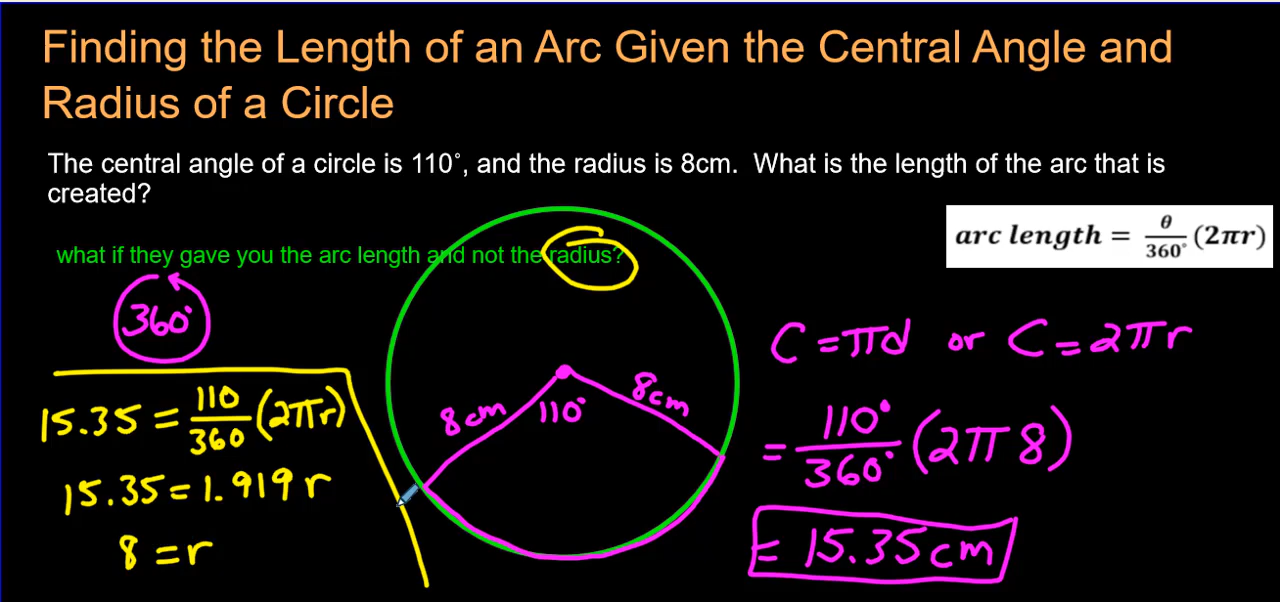 Finding the Length of an Arc Given the Central Angle and
Radius of a Circle
The central angle of a circle is 110°, and the radius is 8cm.  What is the length of the arc that is
created?
arc length = θ/360° (2πr)
what if they gave you the arc length and not the radius?
360°
15.35 = 110/360 (2πr)
15.35 = 1.919 r
8 = r
8cm
110°
8cm
C = πd or C = 2πr
= 110°/360° (2π 8)
= 15.35 cm